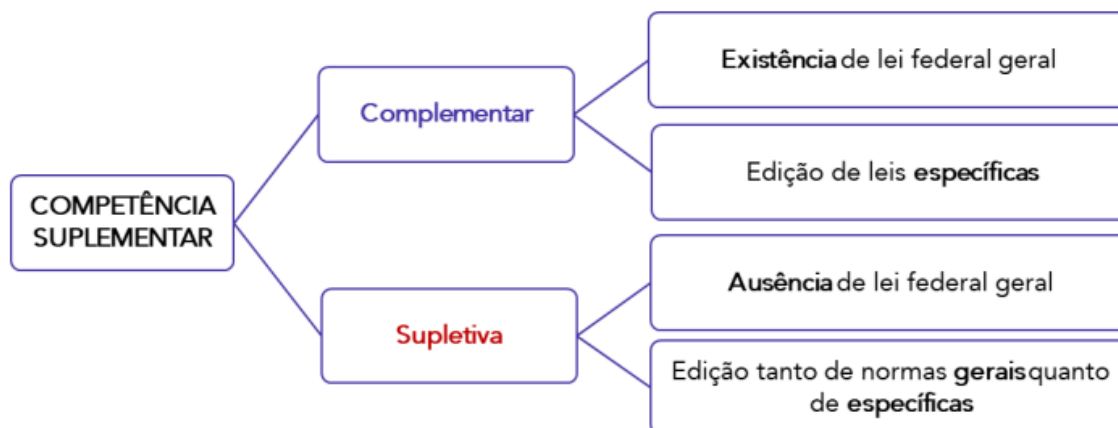 Existência de lei federal geral
Complementar
Edição de leis específicas
COMPETÊNCIA
SUPLEMENTAR
Ausência de lei federal geral
Supletiva
Edição tanto de normas gerais quanto
de específicas